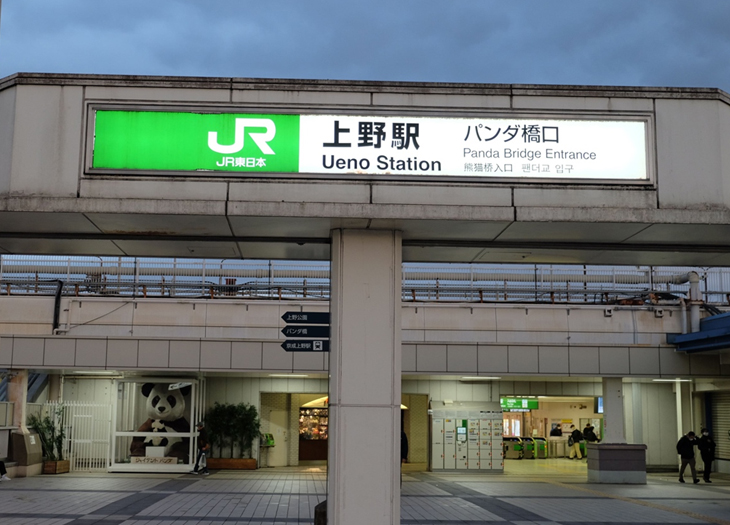 JR
JR東日本
上野駅
Ueno Station
パンダ橋口
Panda Bridge Entrance
熊猫桥入口 팬더교 입구
上野公園
パンダ橋
京成上野駅